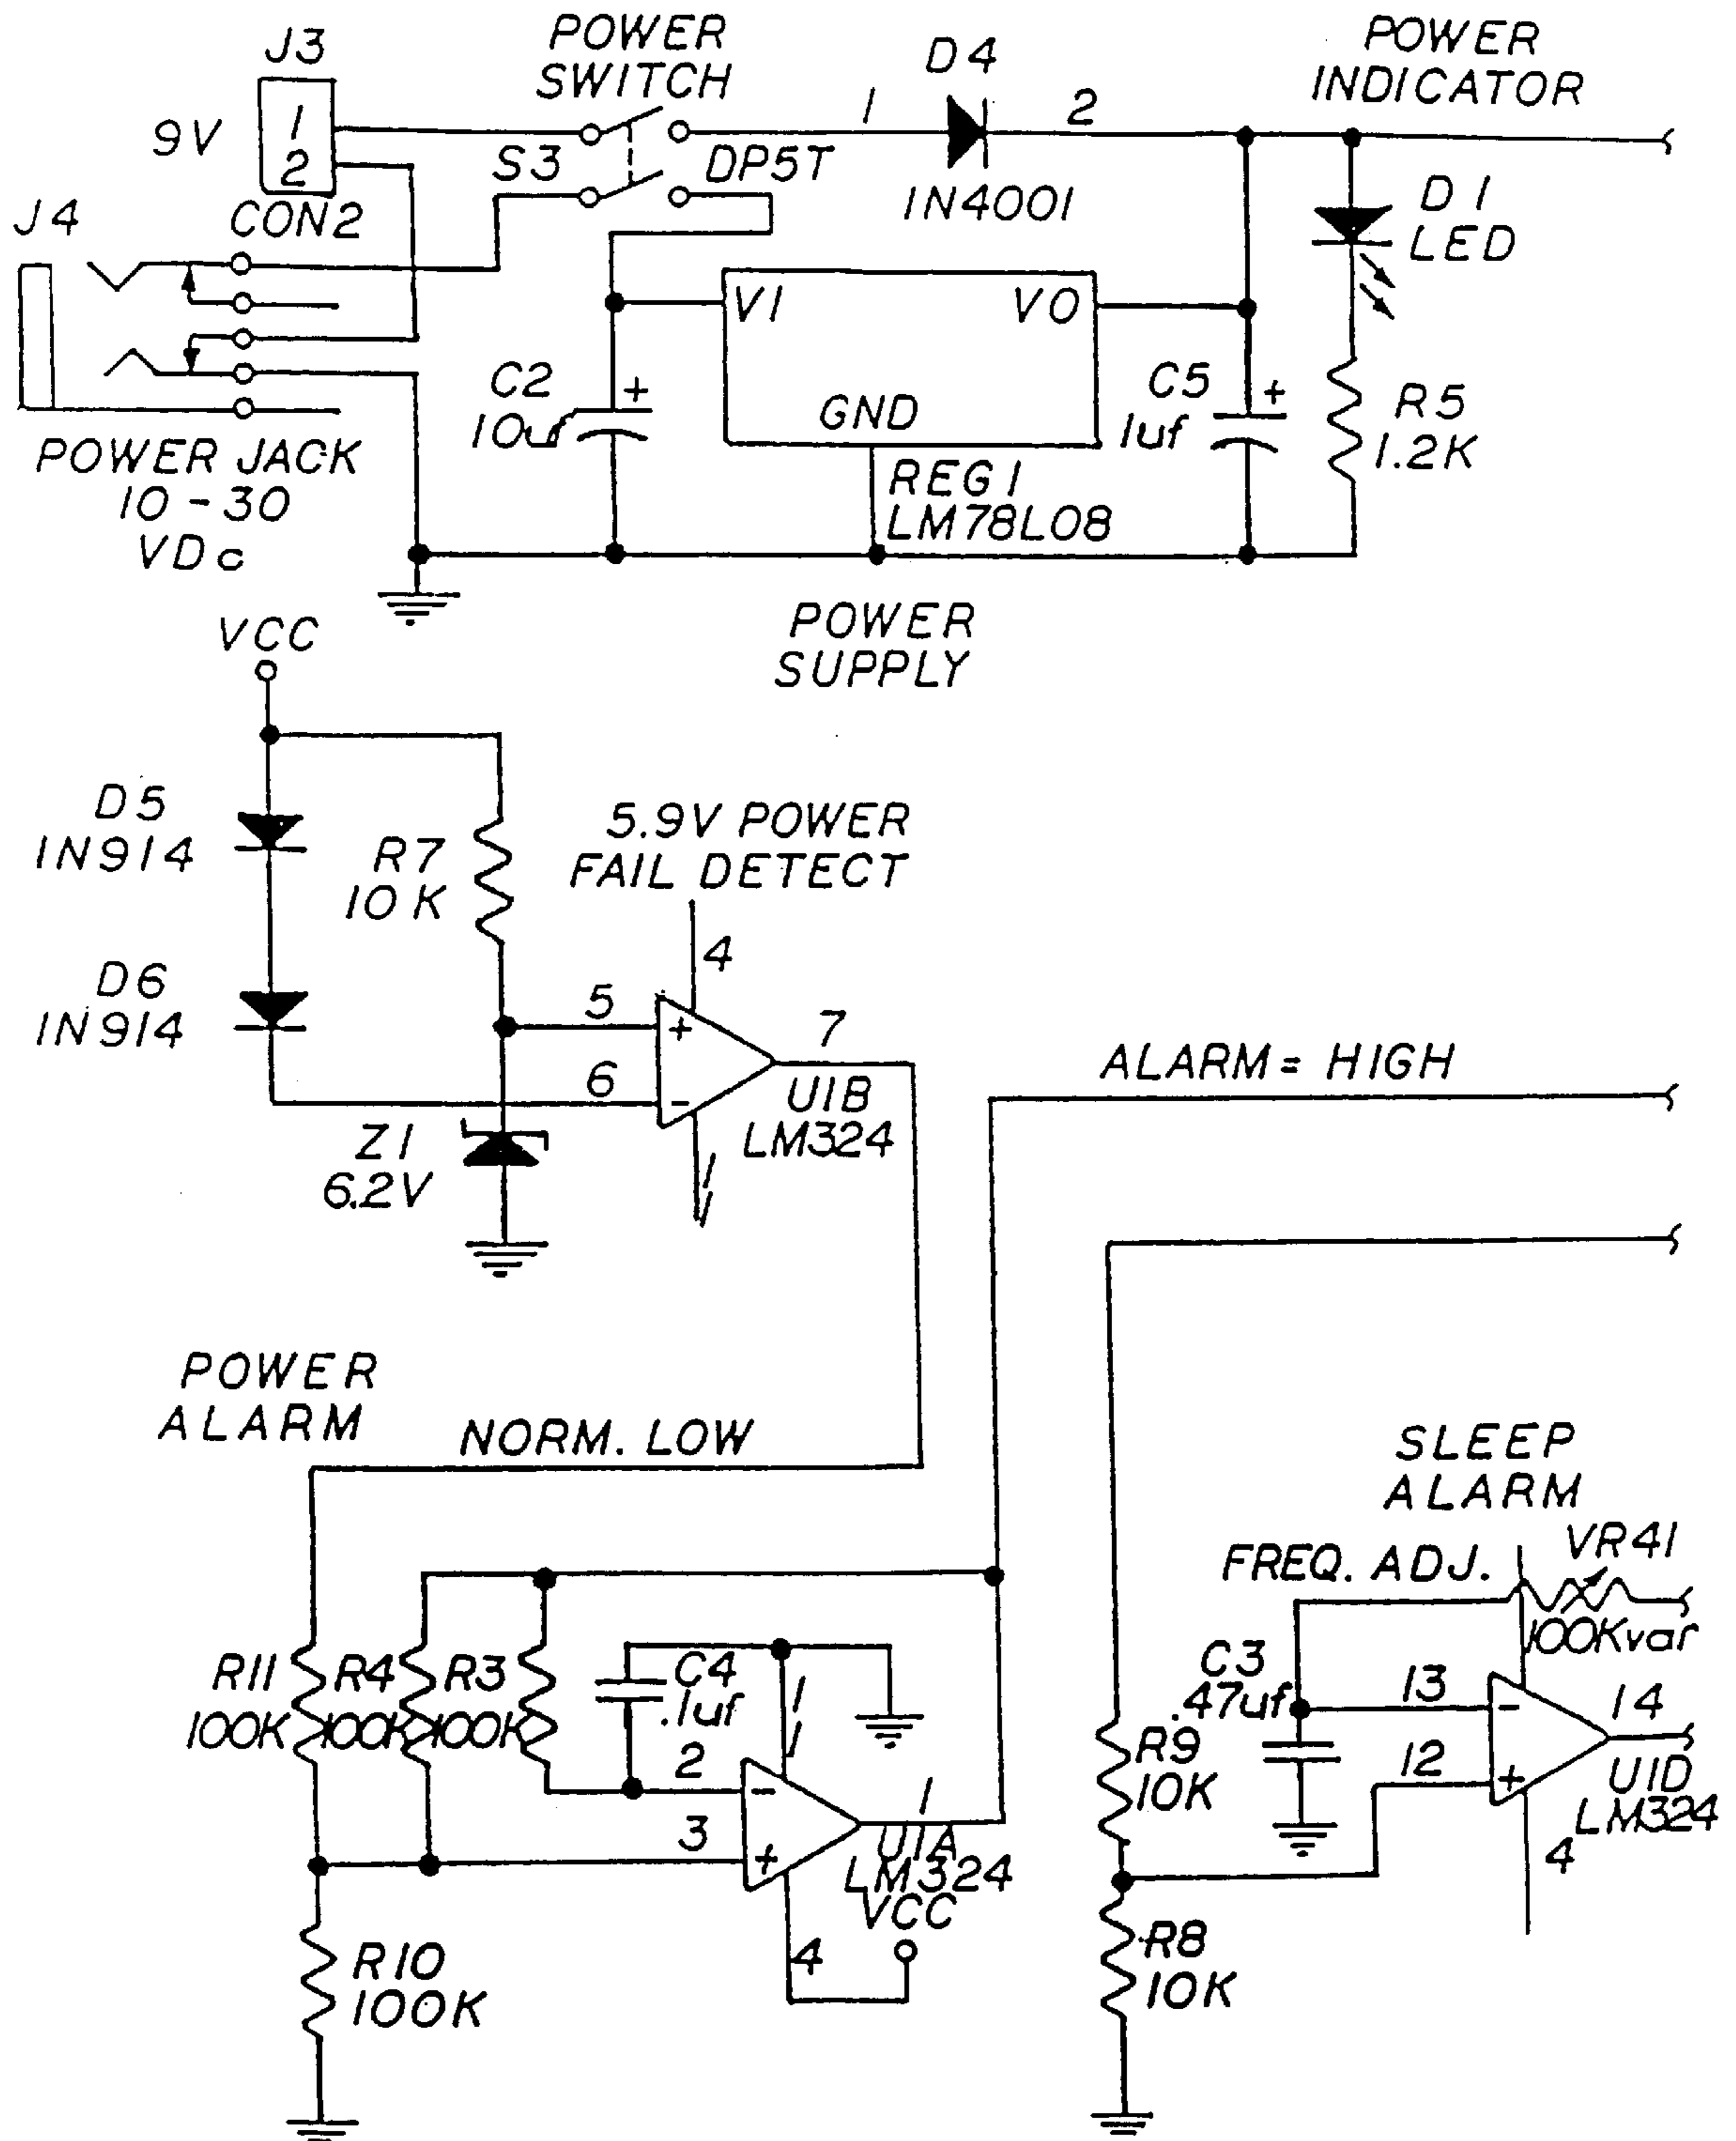 J3
POWER
SWITCH
D4
POWER
INDICATOR
9V
1
2
1
2
S3
DP5T
1N4001
D1
LED
J4
CON2
VI
VO
C2
10uf
+
GND
C5
1uf
+
R5
1.2K
POWER JACK
10-30
VDc
REG1
LM78L08
POWER
SUPPLY
VCC
D5
1N914
R7
10K
5.9V POWER
FAIL DETECT
4
D6
1N914
5
+
7
6
-
U1B
LM324
ALARM = HIGH
Z1
6.2V
11
POWER
ALARM
NORM. LOW
SLEEP
ALARM
FREQ. ADJ.
VR41
100Kvar
R11
100K
R4
100K
R3
100K
C4
.1uf
11
C3
.47uf
13
-
14
2
-
1
R9
10K
12
+
U1D
LM324
3
+
U1A
LM324
VCC
4
4
R10
100K
R8
10K